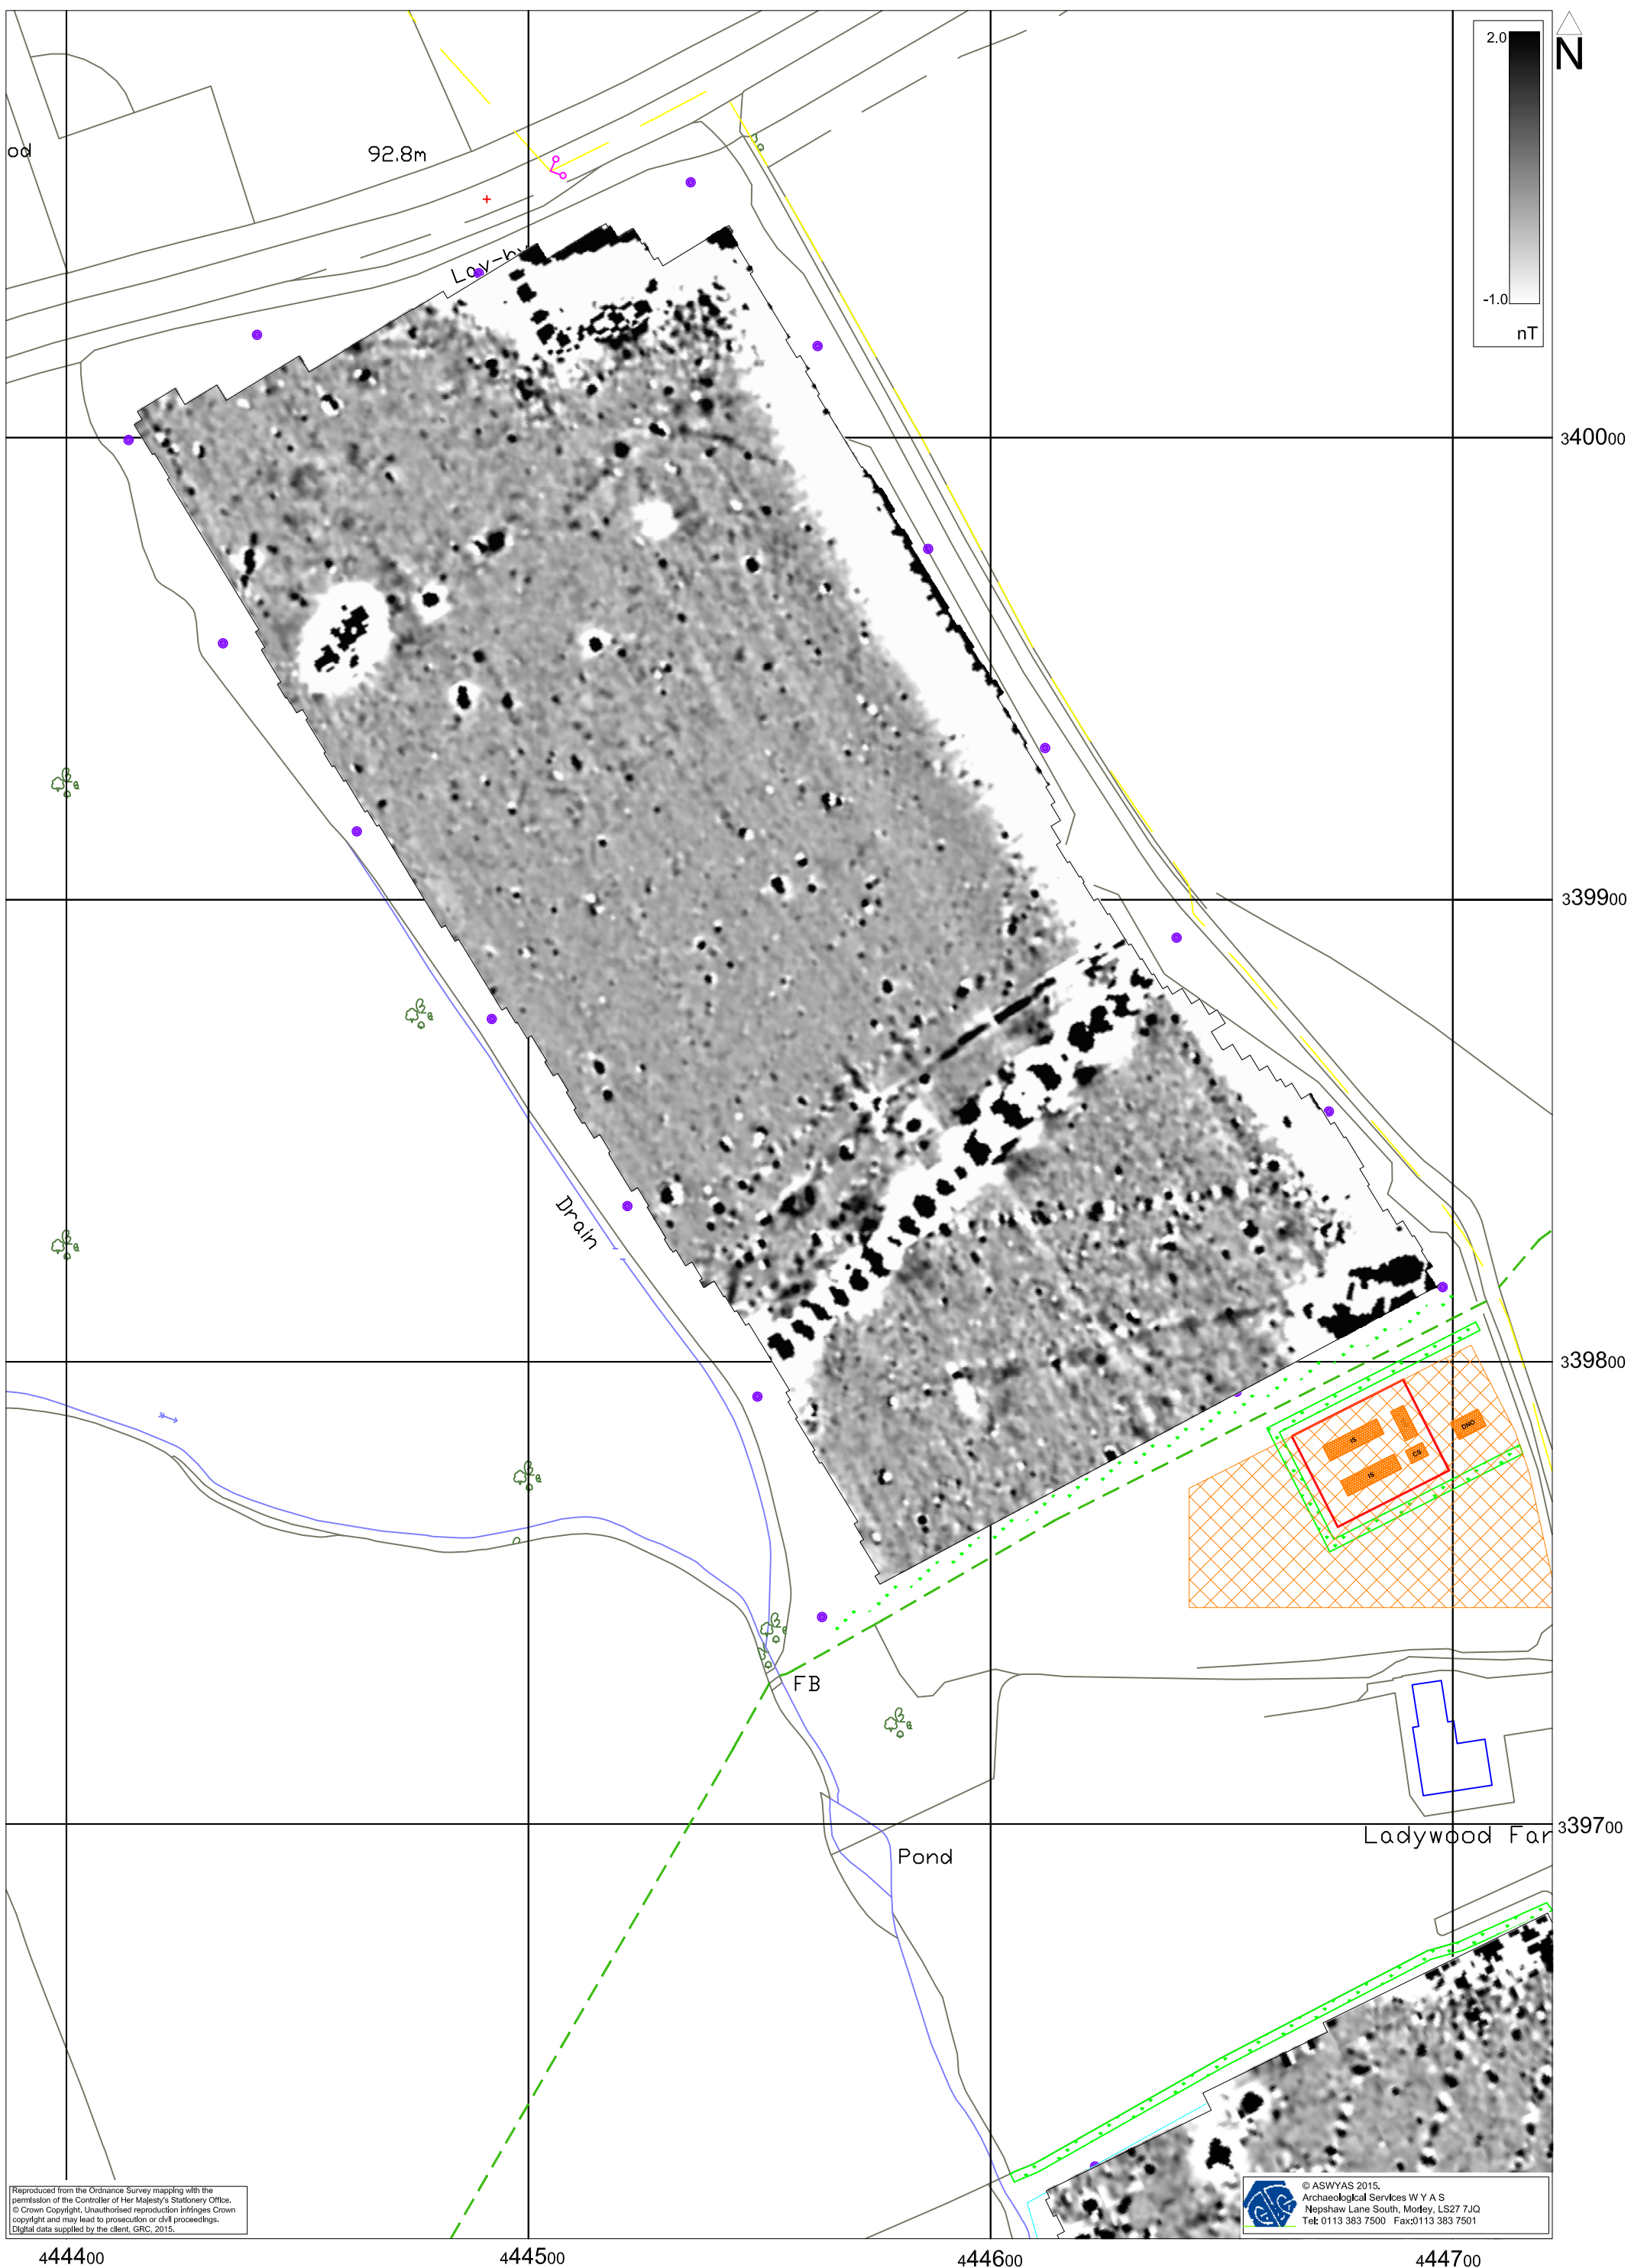 2.0
N
-1.0
nT
od
92.8m
Lay-by
340000
339900
Drain
339800
IS
IS
CS
DNO
FB
339700
Ladywood Far
Pond
Reproduced from the Ordnance Survey mapping with the
permission of the Controller of Her Majesty's Stationery Office.
© Crown Copyright. Unauthorised reproduction infringes Crown
copyright and may lead to prosecution or civil proceedings.
Digital data supplied by the client, GRC, 2015.
© ASWYAS 2015.
Archaeological Services W Y A S
Nepshaw Lane South, Morley, LS27 7JQ
Tel: 0113 383 7500 Fax:0113 383 7501
444400
444500
444600
444700